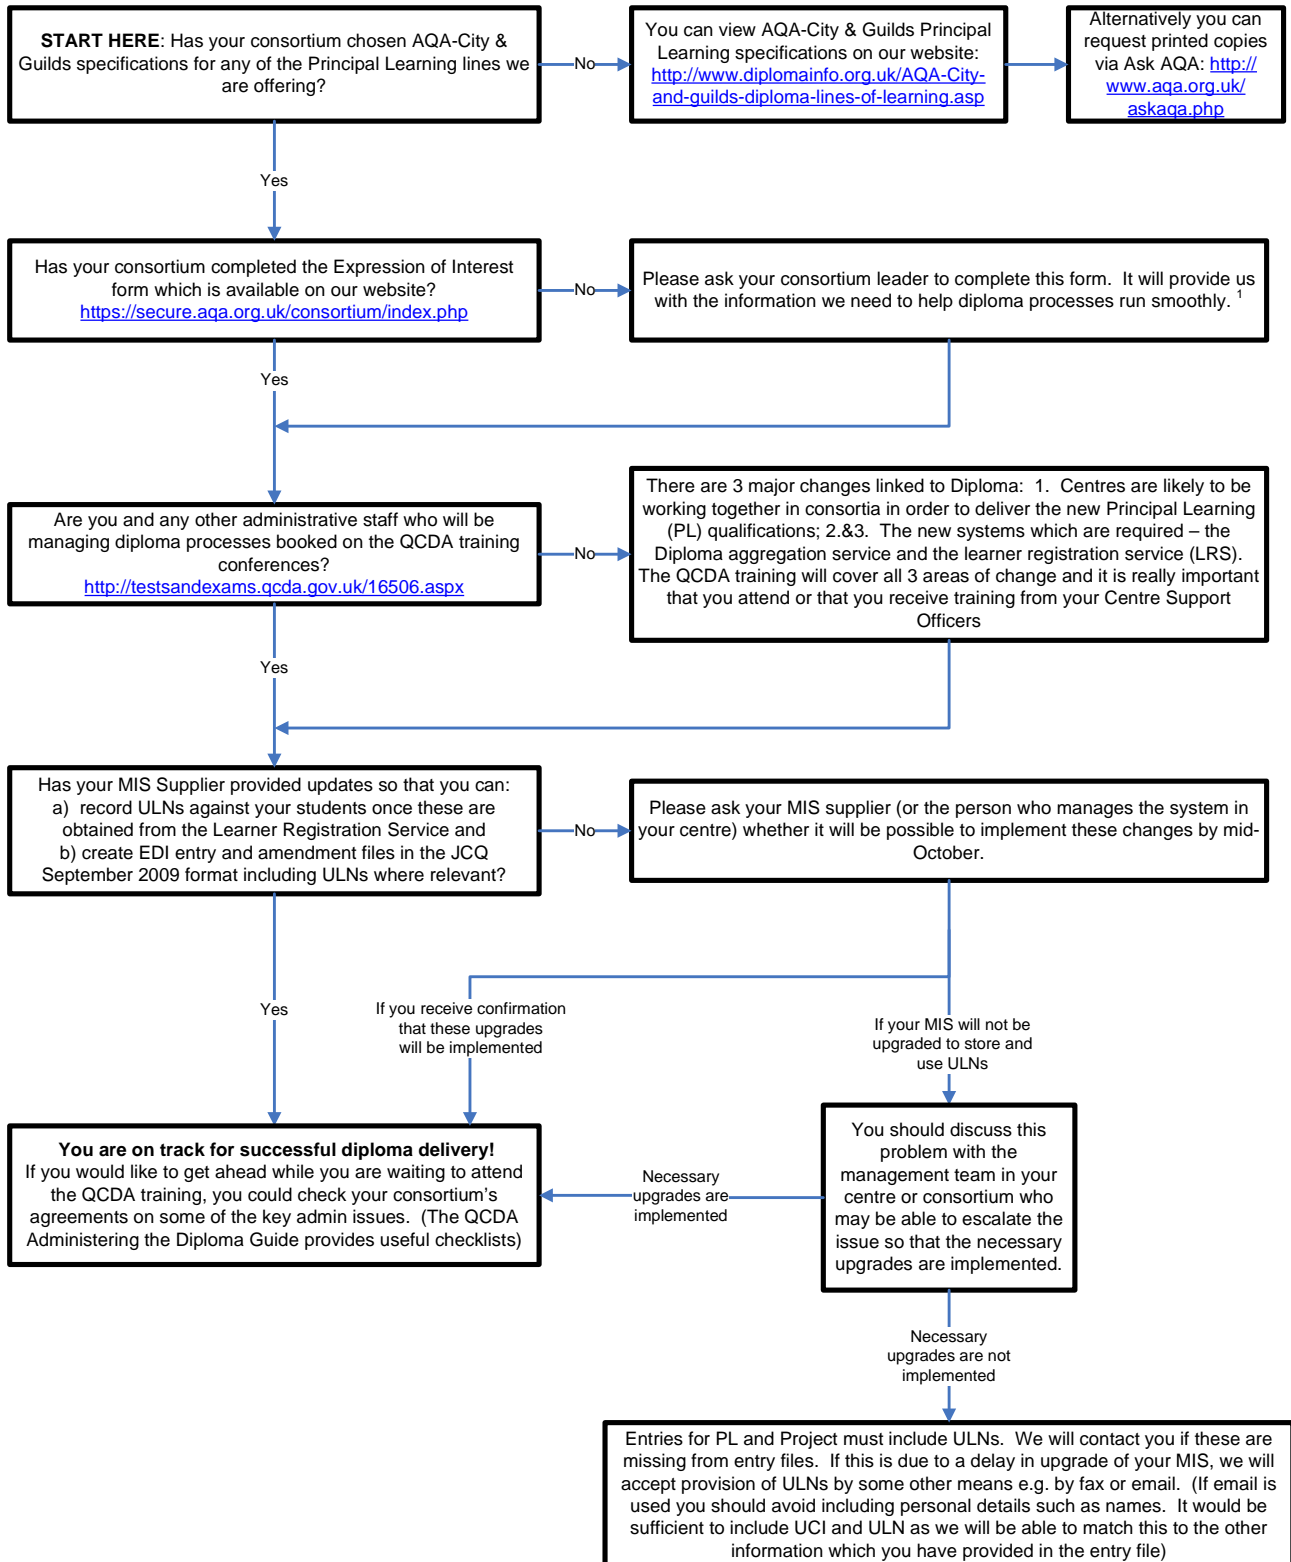 START HERE: Has your consortium chosen AQA-City &
Guilds specifications for any of the Principal Learning lines we
are offering?
No
You can view AQA-City & Guilds Principal
Learning specifications on our website:
http://www.diplomainfo.org.uk/AQA-City-
and-guilds-diploma-lines-of-learning.asp
Alternatively you can
request printed copies
via Ask AQA: http://
www.aqa.org.uk/
askaqa.php
Yes
Has your consortium completed the Expression of Interest
form which is available on our website?
https://secure.aqa.org.uk/consortium/index.php
No
Please ask your consortium leader to complete this form.  It will provide us
with the information we need to help diploma processes run smoothly. 1
Yes
Are you and any other administrative staff who will be
managing diploma processes booked on the QCDA training
conferences?
http://testsandexams.qcda.gov.uk/16506.aspx
No
There are 3 major changes linked to Diploma:  1.  Centres are likely to be
working together in consortia in order to deliver the new Principal Learning
(PL) qualifications; 2.&3.  The new systems which are required – the
Diploma aggregation service and the learner registration service (LRS).
The QCDA training will cover all 3 areas of change and it is really important
that you attend or that you receive training from your Centre Support
Officers
Yes
Has your MIS Supplier provided updates so that you can:
a)  record ULNs against your students once these are
obtained from the Learner Registration Service and
b) create EDI entry and amendment files in the JCQ
September 2009 format including ULNs where relevant?
No
Please ask your MIS supplier (or the person who manages the system in
your centre) whether it will be possible to implement these changes by mid-
October.
Yes
If you receive confirmation
that these upgrades
will be implemented
If your MIS will not be
upgraded to store and
use ULNs
You are on track for successful diploma delivery!
If you would like to get ahead while you are waiting to attend
the QCDA training, you could check your consortium's
agreements on some of the key admin issues.  (The QCDA
Administering the Diploma Guide provides useful checklists)
Necessary
upgrades are
implemented
You should discuss this
problem with the
management team in your
centre or consortium who
may be able to escalate the
issue so that the necessary
upgrades are implemented.
Necessary
upgrades are not
implemented
Entries for PL and Project must include ULNs.  We will contact you if these are
missing from entry files.  If this is due to a delay in upgrade of your MIS, we will
accept provision of ULNs by some other means e.g. by fax or email.  (If email is
used you should avoid including personal details such as names.  It would be
sufficient to include UCI and ULN as we will be able to match this to the other
information which you have provided in the entry file)